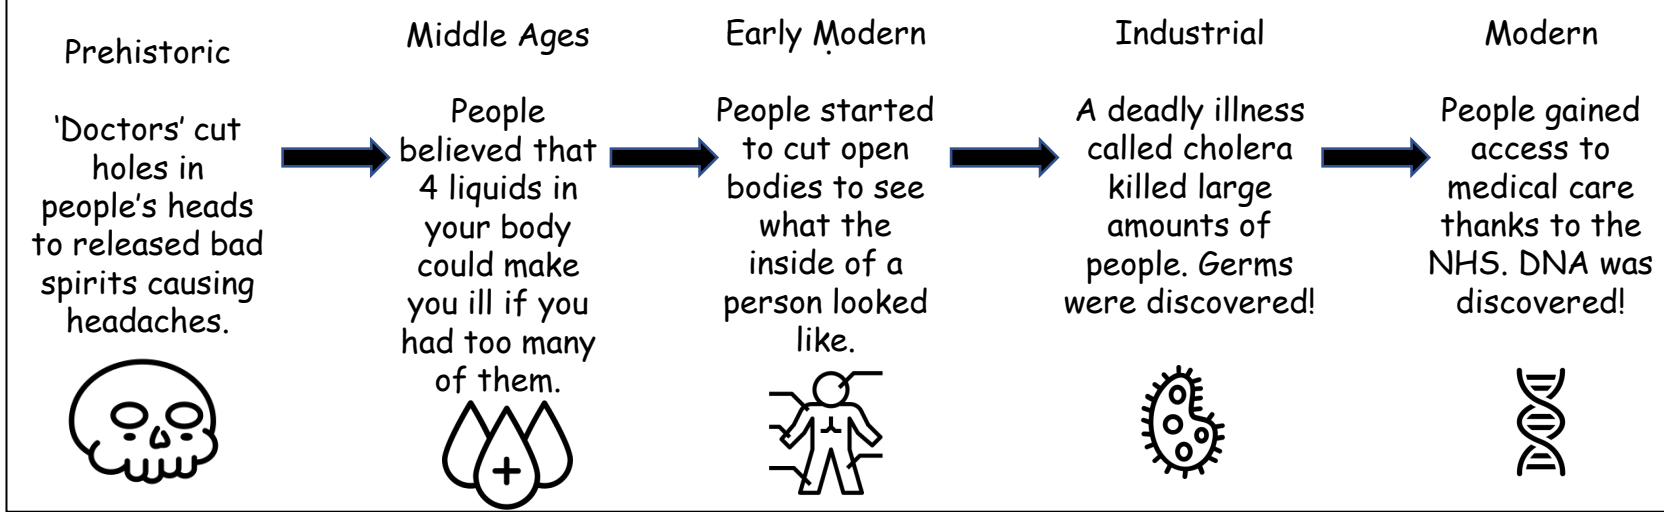 Prehistoric
'Doctors' cut
holes in
people's heads
to released bad
spirits causing
headaches.
Middle Ages
People
believed that
4 liquids in
your body
could make
you ill if you
had too many
of them.
Early Modern
People started
to cut open
bodies to see
what the
inside of a
person looked
like.
Industrial
A deadly illness
called cholera
killed large
amounts of
people. Germs
were discovered!
Modern
People gained
access to
medical care
thanks to the
NHS. DNA was
discovered!